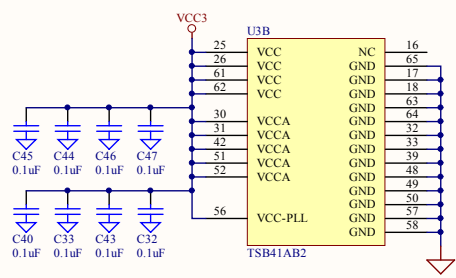 VCC3
U3B
25 VCC NC 16
26 VCC GND 65
61 VCC GND 17
62 VCC GND 18
GND 63
30 VCCA GND 64
31 VCCA GND 32
42 VCCA GND 33
51 VCCA GND 39
52 VCCA GND 48
GND 49
GND 50
56 VCC-PLL GND 57
GND 58
TSB41AB2
C45 C44 C46 C47
0.1uF 0.1uF 0.1uF 0.1uF
C40 C33 C43 C32
0.1uF 0.1uF 0.1uF 0.1uF